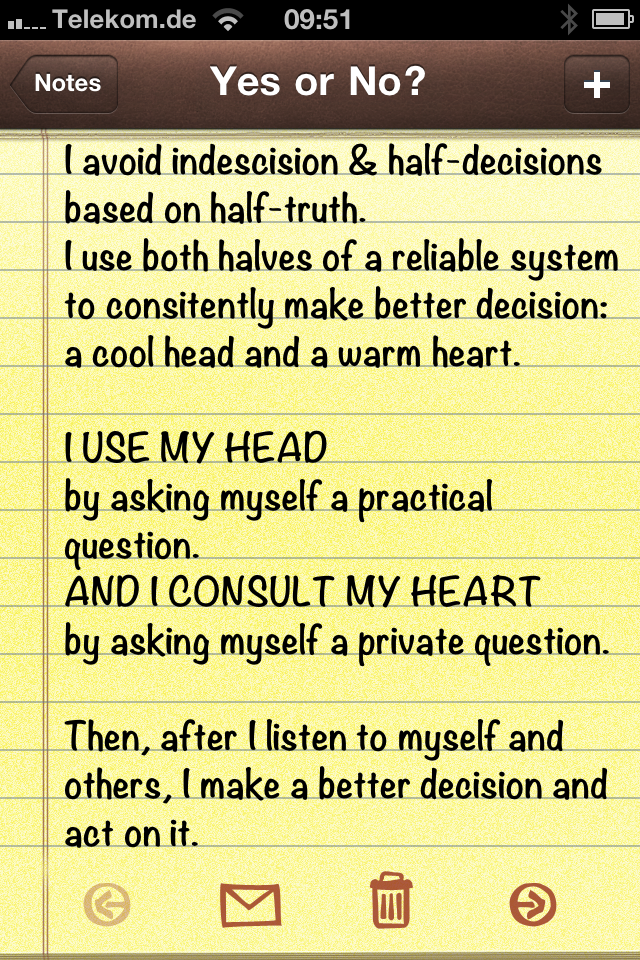 Telekom.de 09:51
Notes Yes or No? +
I avoid indescision & half-decisions
based on half-truth.
I use both halves of a reliable system
to consitently make better decision:
a cool head and a warm heart.
I USE MY HEAD
by asking myself a practical
question.
AND I CONSULT MY HEART
by asking myself a private question.
Then, after I listen to myself and
others, I make a better decision and
act on it.